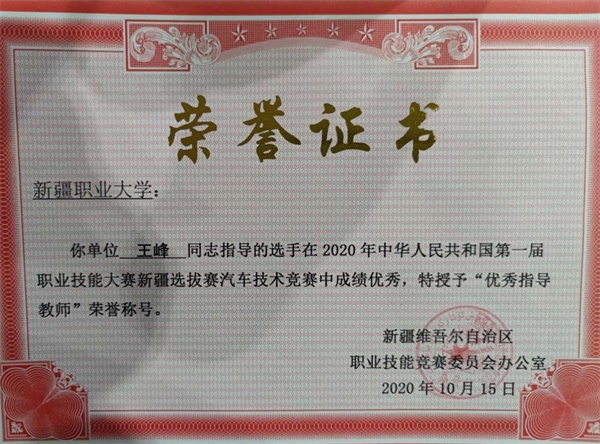 荣誉证书
新疆职业大学：
你单位 王峰 同志指导的选手在2020年中华人民共和国第一届
职业技能大赛新疆选拔赛汽车技术竞赛中成绩优秀，特授予“优秀指导
教师”荣誉称号。
新疆维吾尔自治区
职业技能竞赛委员会办公室
2020年10月15日